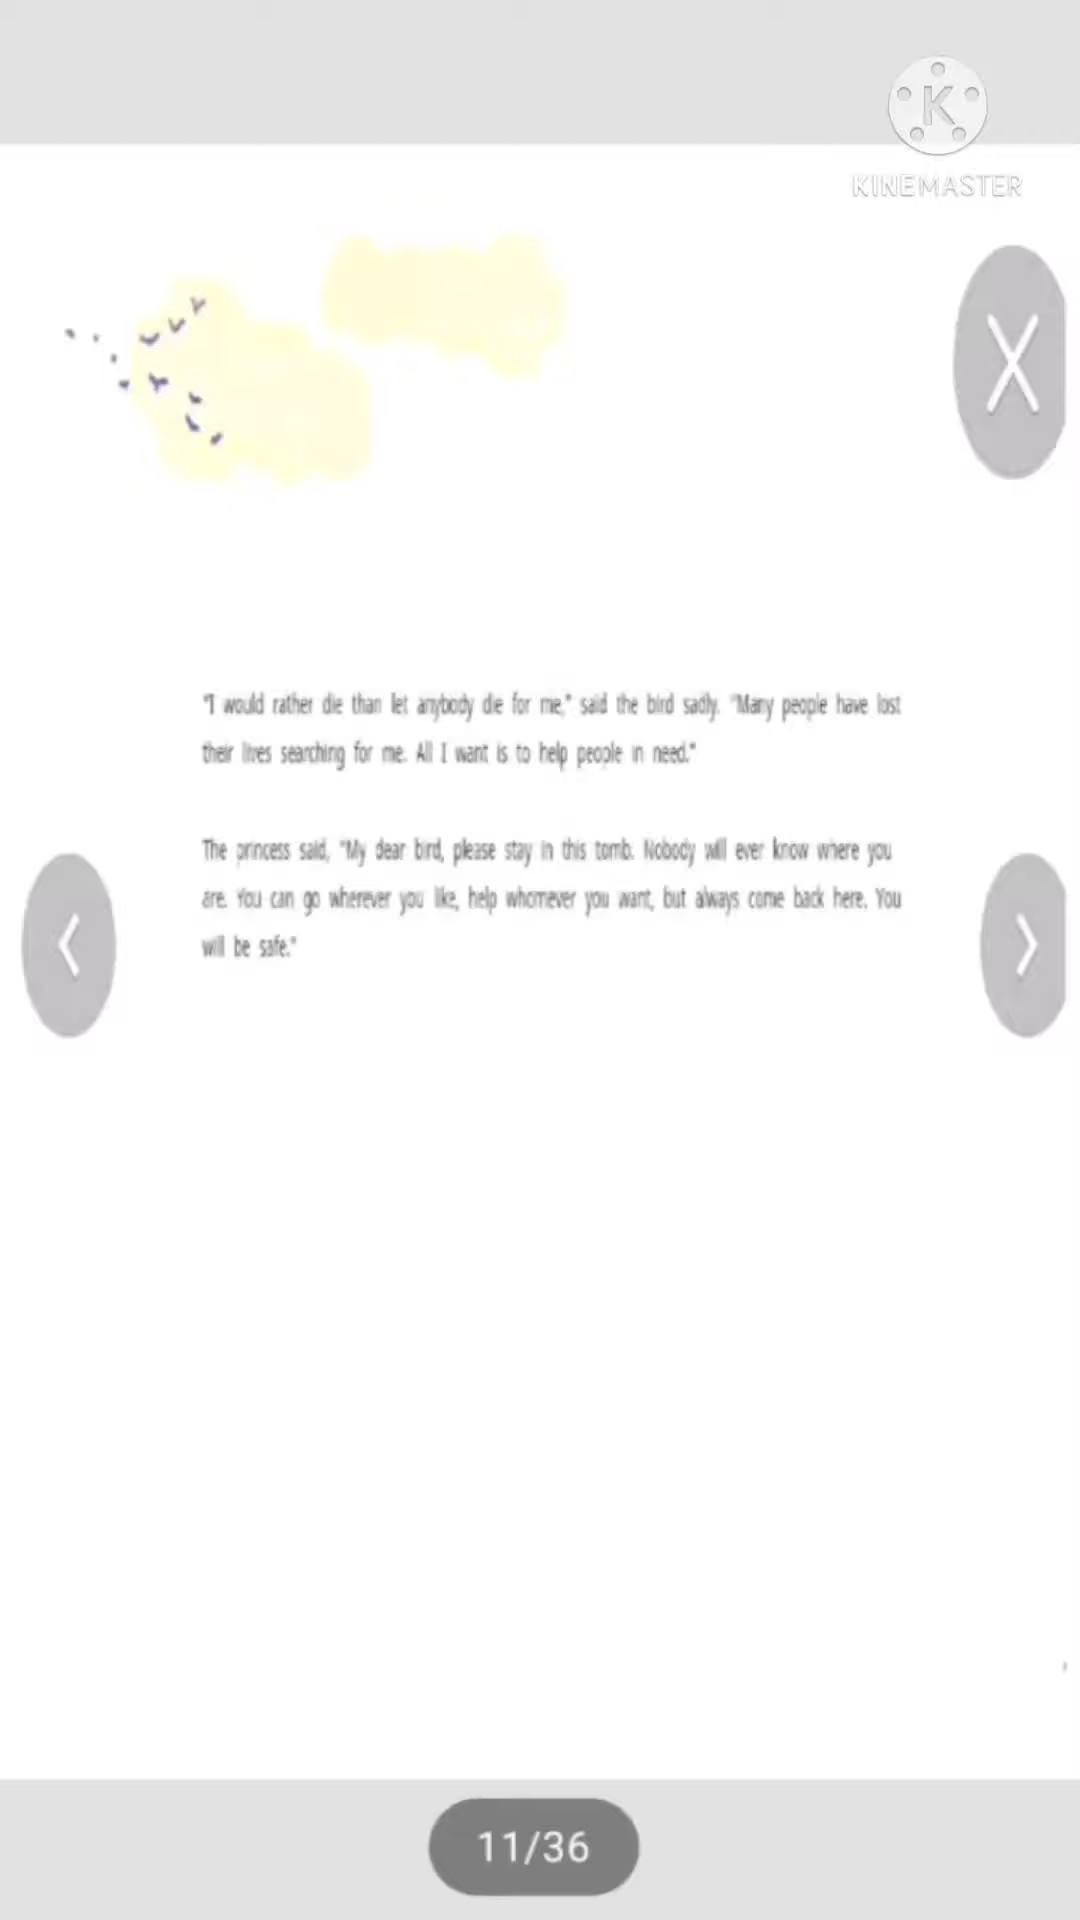 KINEMASTER
"I would rather die than let anybody die for me," said the bird sadly. "Many people have lost
their lives searching for me. All I want is to help people in need."
The princess said, "My dear bird, please stay in this tomb. Nobody will ever know where you
are. You can go wherever you like, help whomever you want, but always come back here. You
will be safe."
11/36